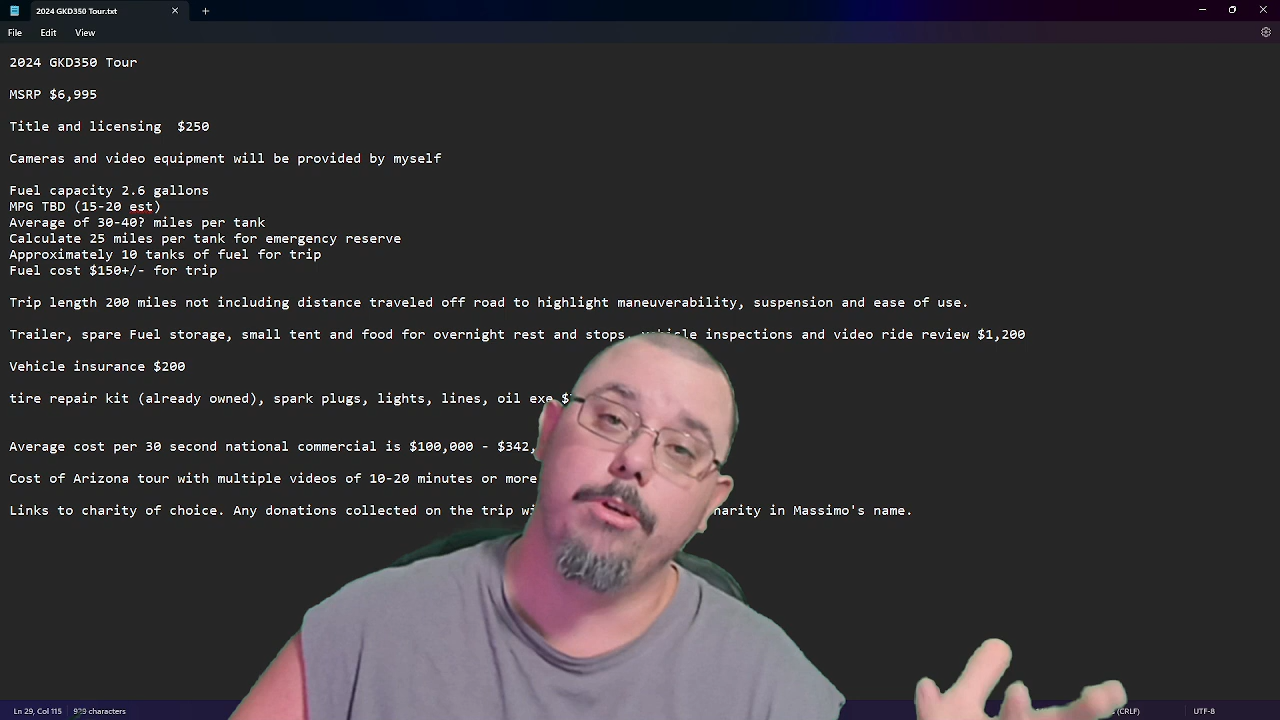 2024 GKD350 Tour.txt
File Edit View
2024 GKD350 Tour
MSRP $6,995
Title and licensing  $250
Cameras and video equipment will be provided by myself
Fuel capacity 2.6 gallons
MPG TBD (15-20 est)
Average of 30-40? miles per tank
Calculate 25 miles per tank for emergency reserve
Approximately 10 tanks of fuel for trip
Fuel cost $150+/- for trip
Trip length 200 miles not including distance traveled off road to highlight maneuverability, suspension and ease of use.
Trailer, spare Fuel storage, small tent and food for overnight rest and stops, vehicle inspections and video ride review $1,200
Vehicle insurance $200
tire repair kit (already owned), spark plugs, lights, lines, oil exe
Average cost per 30 second national commercial is $100,000 - $342,
Cost of Arizona tour with multiple videos of 10-20 minutes or more
Links to charity of choice. Any donations collected on the trip charity in Massimo's name.
Ln 29, Col 115 characters (CRLF) UTF-8